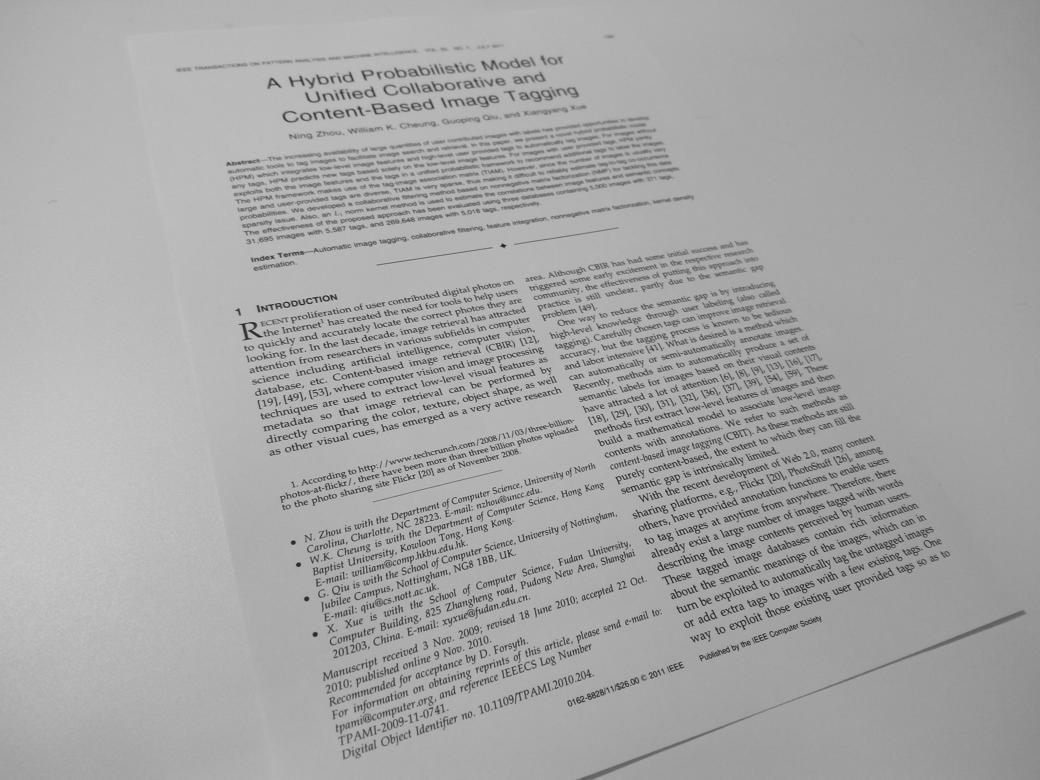 IEEE TRANSACTIONS ON PATTERN ANALYSIS AND MACHINE INTELLIGENCE, VOL. 33, NO. 7, JULY 2011
A Hybrid Probabilistic Model for
Unified Collaborative and
Content-Based Image Tagging
Ning Zhou, William K. Cheung, Guoping Qiu, and Xiangyang Xue
Abstract—The increasing availability of large quantities of user contributed images with labels has provided opportunities to develop
automatic tools to tag images to facilitate image search and retrieval. In this paper, we present a novel hybrid probabilistic model
(HPM) which integrates low-level image features and high-level user provided tags to automatically tag images. For images without
any tags, HPM predicts new tags based solely on the low-level image features. For images with user provided tags, HPM jointly
exploits both the image features and the tags in a unified probabilistic framework to recommend additional tags to label the images.
The HPM framework makes use of the tag-image association matrix (TIAM). However, since the number of images is usually very
large and user-provided tags are diverse, TIAM is very sparse, thus making it difficult to reliably estimate tag-to-tag co-occurrence
probabilities. We developed a collaborative filtering method based on nonnegative matrix factorization (NMF) for tackling this data
sparsity issue. Also, an L1 norm kernel method is used to estimate the correlations between image features and semantic concepts.
The effectiveness of the proposed approach has been evaluated using three databases containing 5,000 images with 371 tags,
31,695 images with 5,587 tags, and 269,648 images with 5,018 tags, respectively.
Index Terms—Automatic image tagging, collaborative filtering, feature integration, nonnegative matrix factorization, kernel density
estimation.
1 INTRODUCTION
RECENT proliferation of user contributed digital photos on
the Internet1 has created the need for tools to help users
to quickly and accurately locate the correct photos they are
looking for. In the last decade, image retrieval has attracted
attention from researchers in various subfields in computer
science including artificial intelligence, computer vision,
database, etc. Content-based image retrieval (CBIR) [12],
[19], [49], [53], where computer vision and image processing
techniques are used to extract low-level visual features as
metadata so that image retrieval can be performed by
directly comparing the color, texture, object shape, as well
as other visual cues, has emerged as a very active research
1. According to http://www.techcrunch.com/2008/11/03/three-billion-
photos-at-flickr/, there have been more than three billion photos uploaded
to the photo sharing site Flickr [20] as of November 2008.
• N. Zhou is with the Department of Computer Science, University of North
Carolina, Charlotte, NC 28223. E-mail: nzhou@uncc.edu.
• W.K. Cheung is with the Department of Computer Science, Hong Kong
Baptist University, Kowloon Tong, Hong Kong.
E-mail: william@comp.hkbu.edu.hk.
• G. Qiu is with the School of Computer Science, University of Nottingham,
Jubilee Campus, Nottingham, NG8 1BB, UK.
E-mail: qiu@cs.nott.ac.uk.
• X. Xue is with the School of Computer Science, Fudan University,
Computer Building, 825 Zhangheng road, Pudong New Area, Shanghai
201203, China. E-mail: xyxue@fudan.edu.cn.
Manuscript received 3 Nov. 2009; revised 18 June 2010; accepted 22 Oct.
2010; published online 9 Nov. 2010.
Recommended for acceptance by D. Forsyth.
For information on obtaining reprints of this article, please send e-mail to:
tpami@computer.org, and reference IEEECS Log Number
TPAMI-2009-11-0741.
Digital Object Identifier no. 10.1109/TPAMI.2010.204.
area. Although CBIR has had some initial success and has
triggered some early excitement in the respective research
community, the effectiveness of putting this approach into
practice is still unclear, partly due to the semantic gap
problem [49].
One way to reduce the semantic gap is by introducing
high-level knowledge through user labeling (also called
tagging). Carefully chosen tags can improve image retrieval
accuracy, but the tagging process is known to be tedious
and labor intensive [41]. What is desired is a method which
can automatically or semi-automatically annotate images.
Recently, methods aim to automatically produce a set of
semantic labels for images based on their visual contents
have attracted a lot of attention [6], [8], [9], [13], [16], [17],
[18], [29], [30], [31], [32], [36], [37], [39], [54], [59]. These
methods first extract low-level features of images and then
build a mathematical model to associate low-level image
contents with annotations. We refer to such methods as
content-based image tagging (CBIT). As these methods are still
purely content-based, the extent to which they can fill the
semantic gap is intrinsically limited.
With the recent development of Web 2.0, many content
sharing platforms, e.g., Flickr [20], PhotoStuff [26], among
others, have provided annotation functions to enable users
to tag images at anytime from anywhere. Therefore, there
already exist a large number of images tagged with words
describing the image contents perceived by human users.
These tagged image databases contain rich information
about the semantic meanings of the images, which can in
turn be exploited to automatically tag the untagged images
or add extra tags to images with a few existing tags. One
way to exploit those existing user provided tags so as to
0162-8828/11/$26.00 © 2011 IEEE Published by the IEEE Computer Society